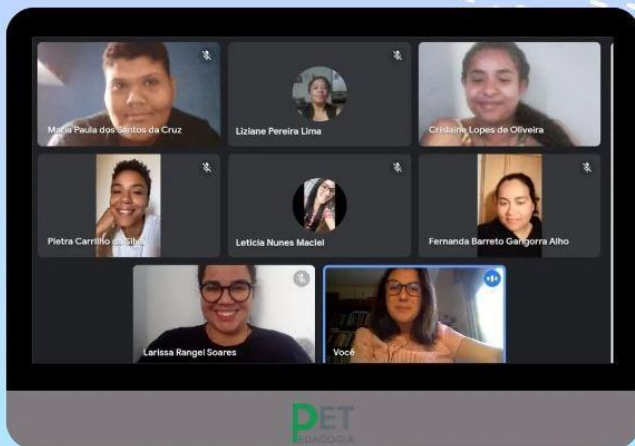 Maria Paula dos Santos da Cruz
Liziane Pereira Lima
Crislaine Lopes de Oliveira
Pietra Carrilho da Silva
Leticia Nunes Maciel
Fernanda Barreto Gangorra Alho
Larissa Rangel Soares
Você
PET
PEDAGOGIA